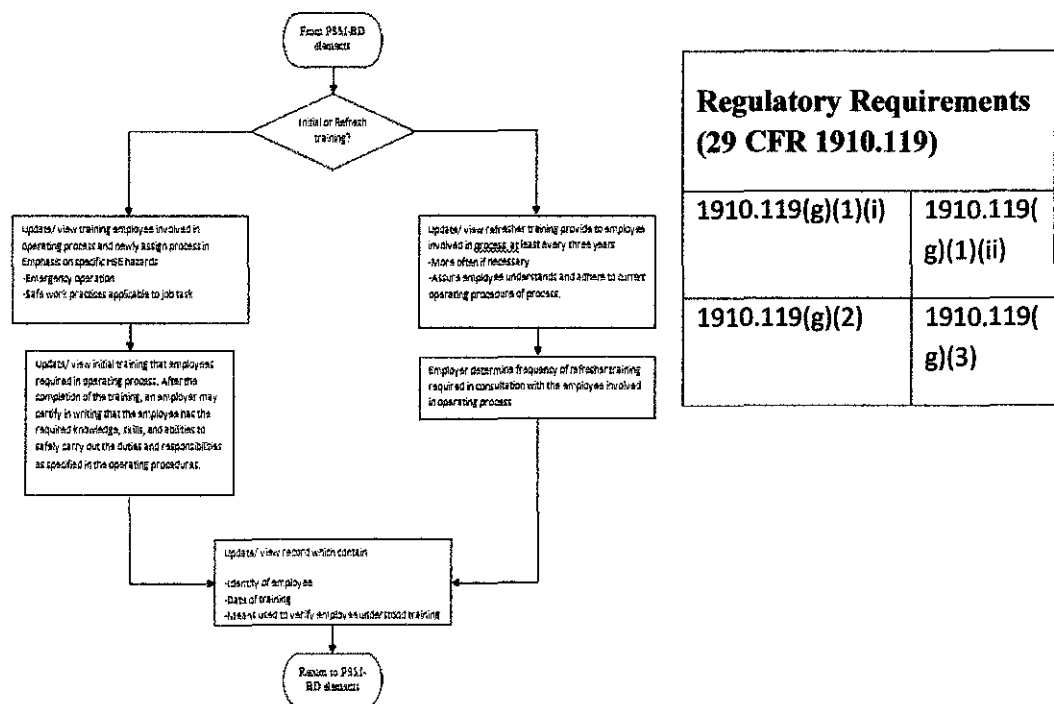 From PSM-BD
elements
Initial or Refresh
training?
Update/ view training employee involved in
operating process and newly assign process in
Emphasis on specific HSE hazards
-Emergency operation
-Safe work practises applicable to job task
Update/ view initial training that employees
required in operating process. After the
completion of the training, an employer may
certify in writing that the employee has the
required knowledge, skills, and abilities to
safely carry out the duties and responsibilities
as specified in the operating procedures.
Update/ view refresher training provide to employee
involved in process at least every three years
-More often if necessary
-Assure employee understands and adhere to current
operating procedure of process.
Employer determine frequency of refresher training
required in consultation with the employee involved
in operating process
Update/ view record which contain
-Identity of employee
-Date of training
-Means used to verify employee understood training
Return to PSM-
BD elements
Regulatory Requirements
(29 CFR 1910.119)
1910.119(g)(1)(i)
1910.119(
g)(1)(ii)
1910.119(g)(2)
1910.119(
g)(3)